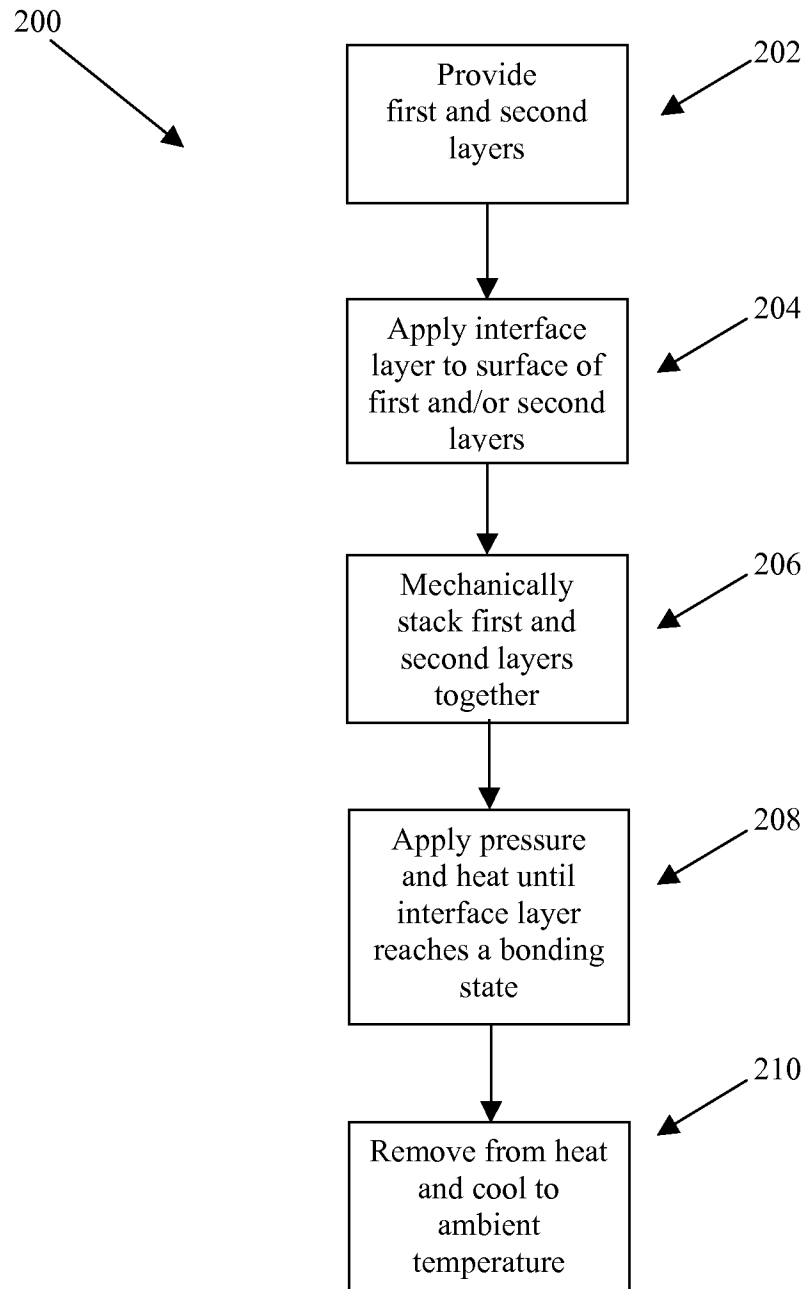 200
202
Provide
first and second
layers
204
Apply interface
layer to surface of
first and/or second
layers
206
Mechanically
stack first and
second layers
together
208
Apply pressure
and heat until
interface layer
reaches a bonding
state
210
Remove from heat
and cool to
ambient
temperature